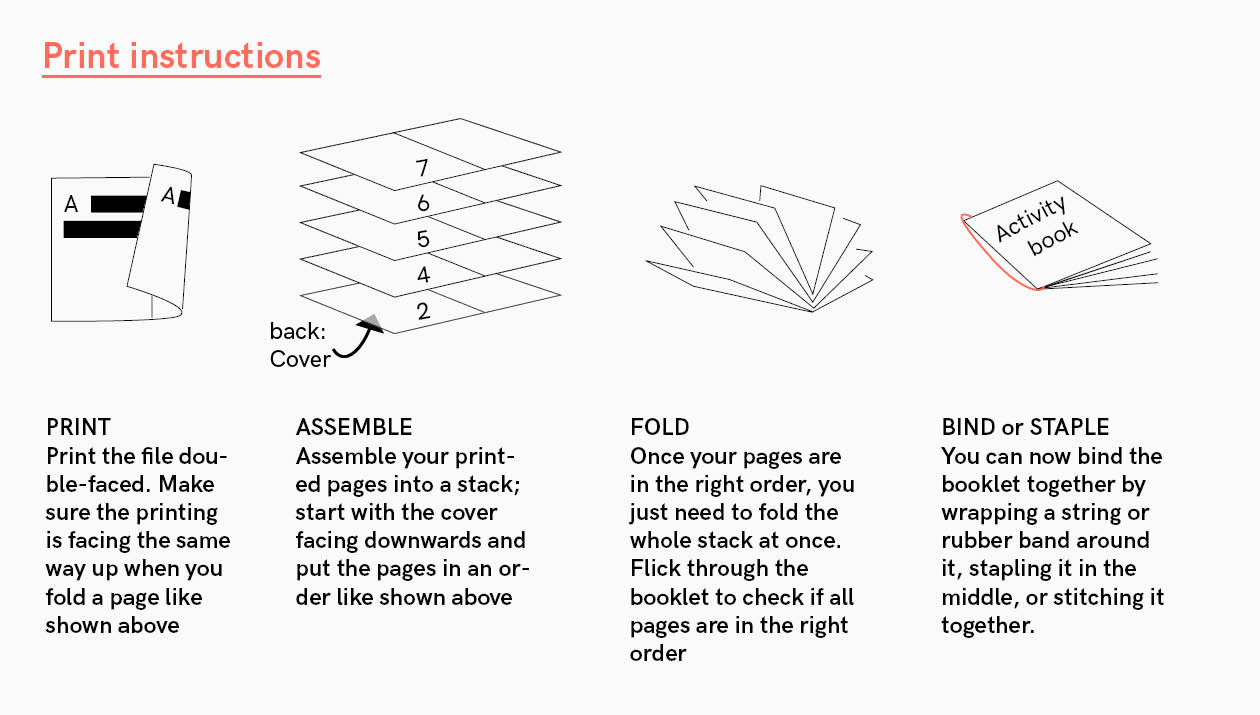 Print instructions
A
A
7
6
5
4
2
back:
Cover
Activity
book
PRINT
Print the file dou-
ble-faced. Make
sure the printing
is facing the same
way up when you
fold a page like
shown above
ASSEMBLE
Assemble your print-
ed pages into a stack;
start with the cover
facing downwards and
put the pages in an or-
der like shown above
FOLD
Once your pages are
in the right order, you
just need to fold the
whole stack at once.
Flick through the
booklet to check if all
pages are in the right
order
BIND or STAPLE
You can now bind the
booklet together by
wrapping a string or
rubber band around
it, stapling it in the
middle, or stitching it
together.